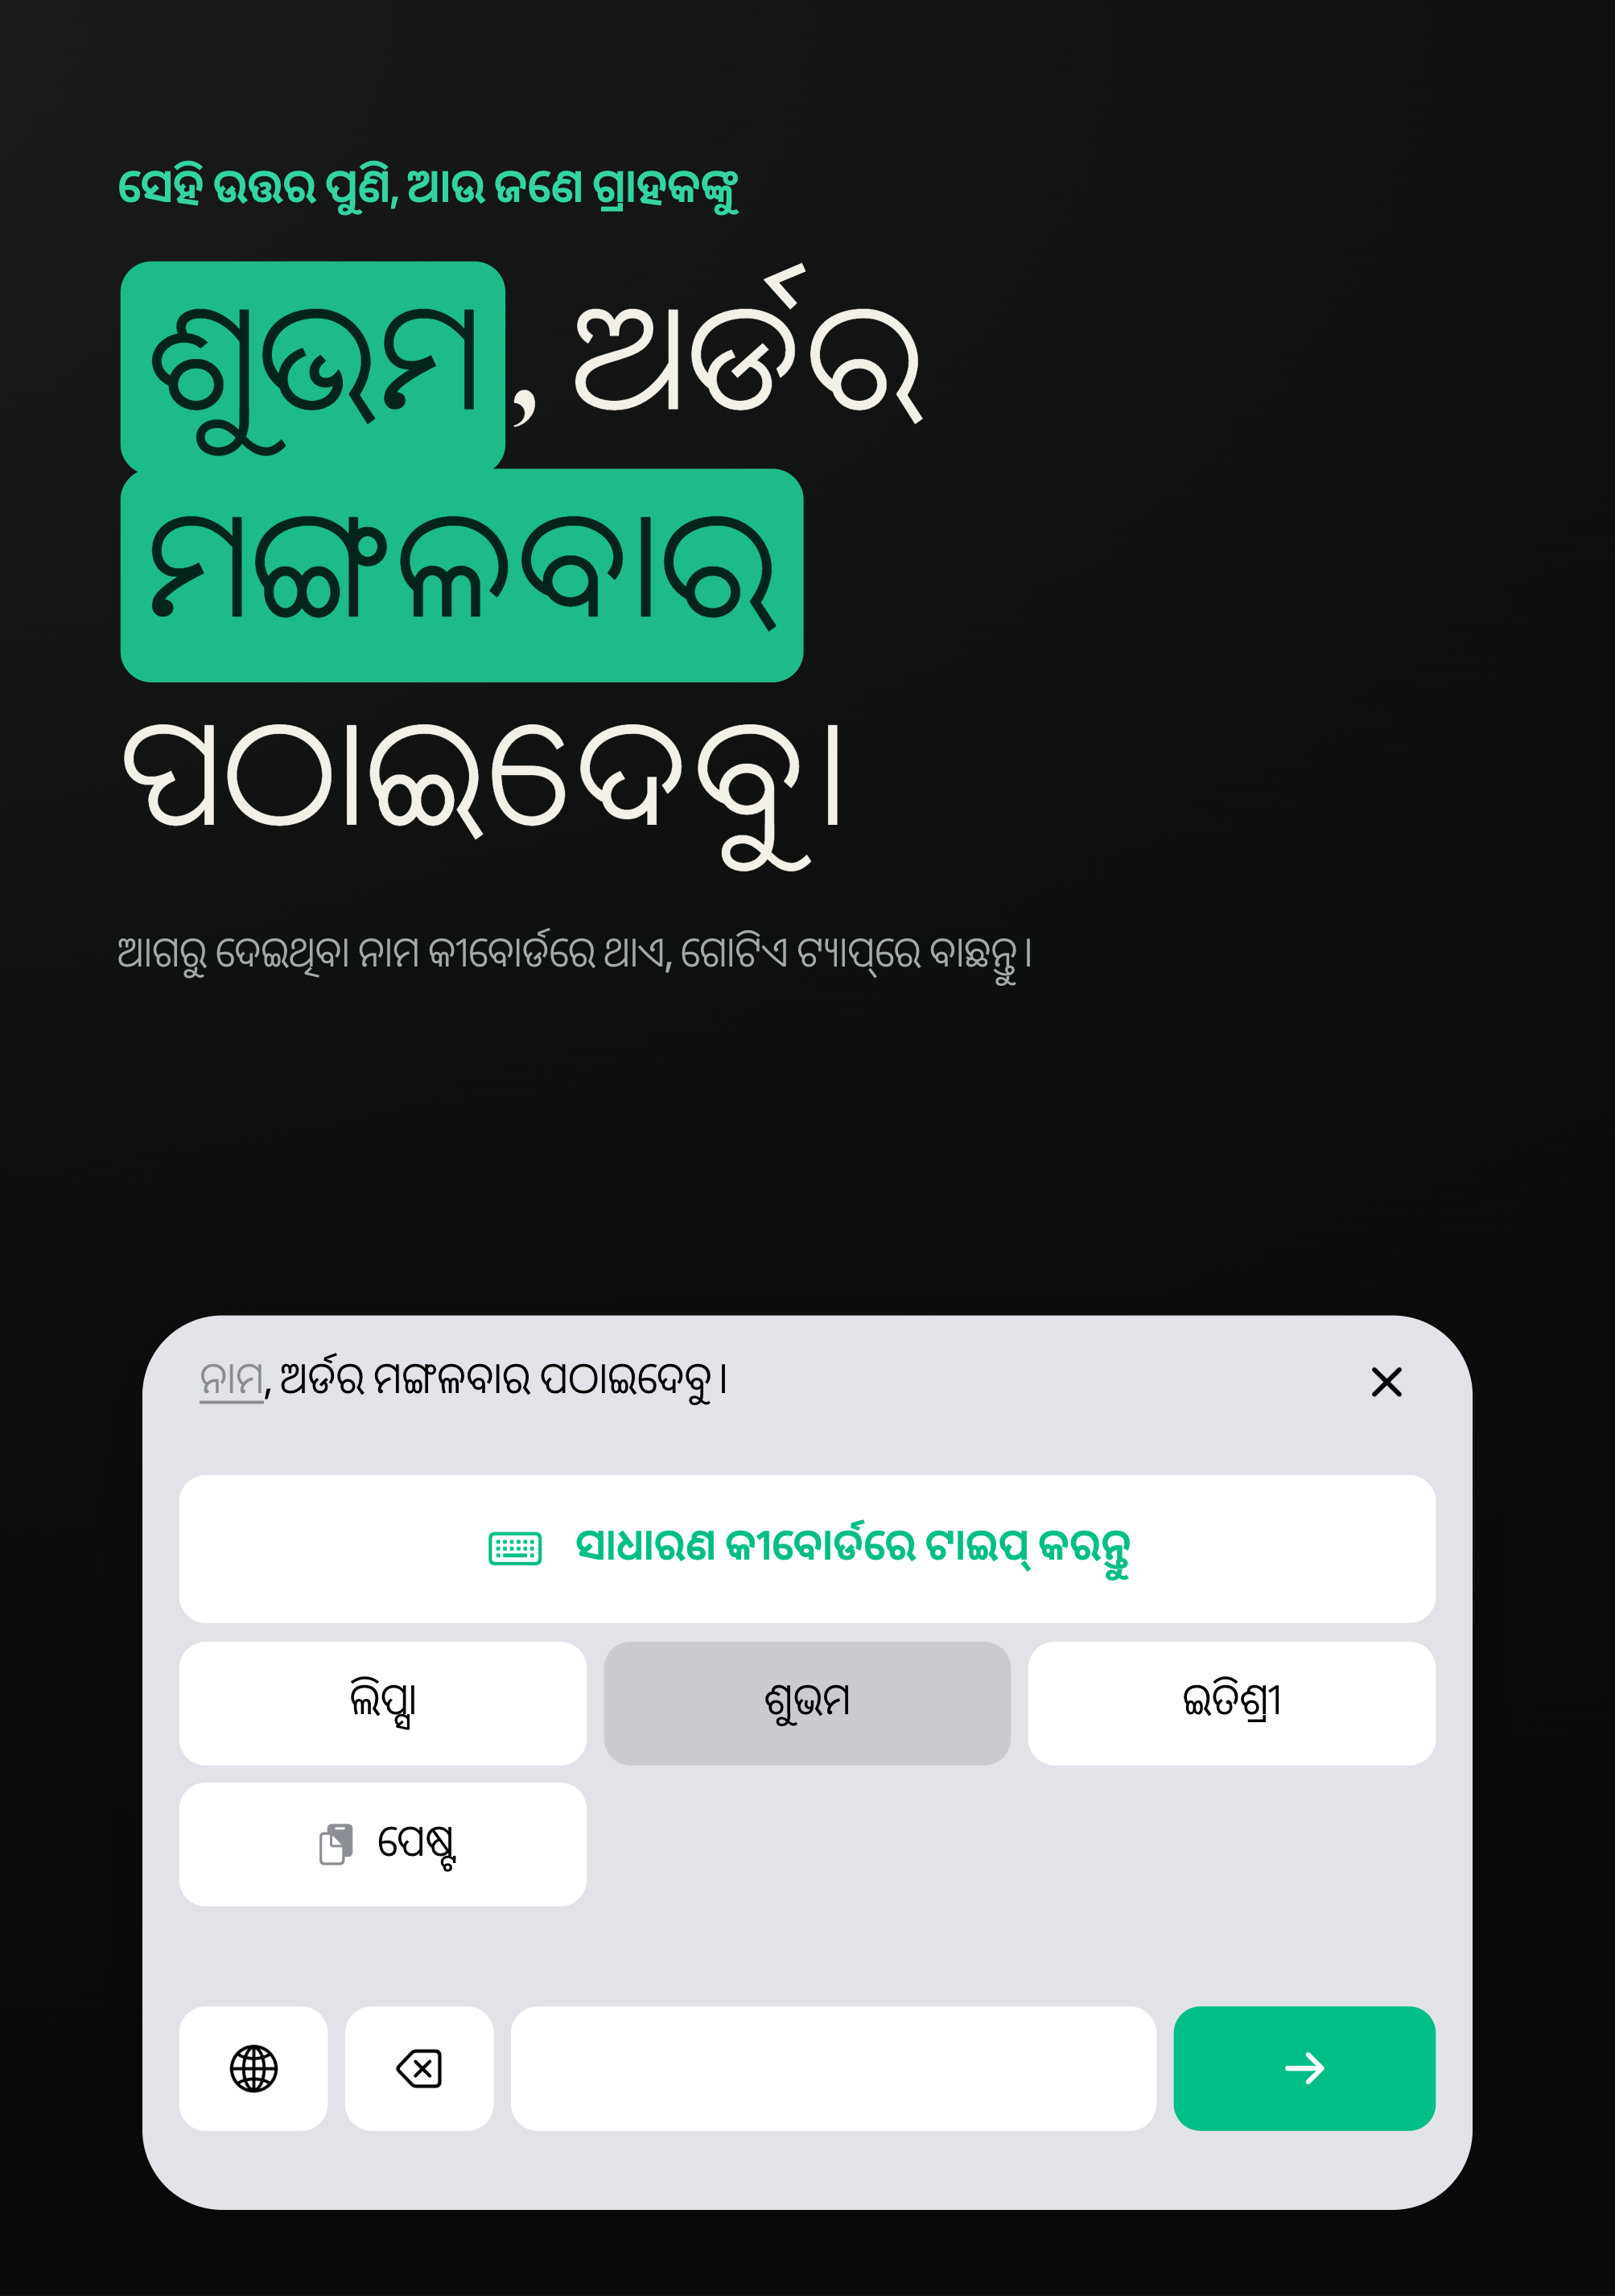 ସେହି ଉତ୍ତର ପୁଣି, ଆଉ ଜଣେ ଗ୍ରାହକଙ୍କୁ
ଶୁଭମ, ଅର୍ଡର
ମଙ୍ଗଳବାର
ପଠାଇଦେବୁ।
ଆଗରୁ ଦେଇଥିବା ନାମ କୀବୋର୍ଡରେ ଥାଏ, ଗୋଟିଏ ଟ୍ୟାପ୍‌ରେ ବାଛନ୍ତୁ।
ନାମ, ଅର୍ଡର ମଙ୍ଗଳବାର ପଠାଇଦେବୁ।
ସାଧାରଣ କୀବୋର୍ଡରେ ଟାଇପ୍ କରନ୍ତୁ
ଲିପ୍ସା
ଶୁଭମ
ଇତିଶ୍ରୀ
ପେଷ୍ଟ